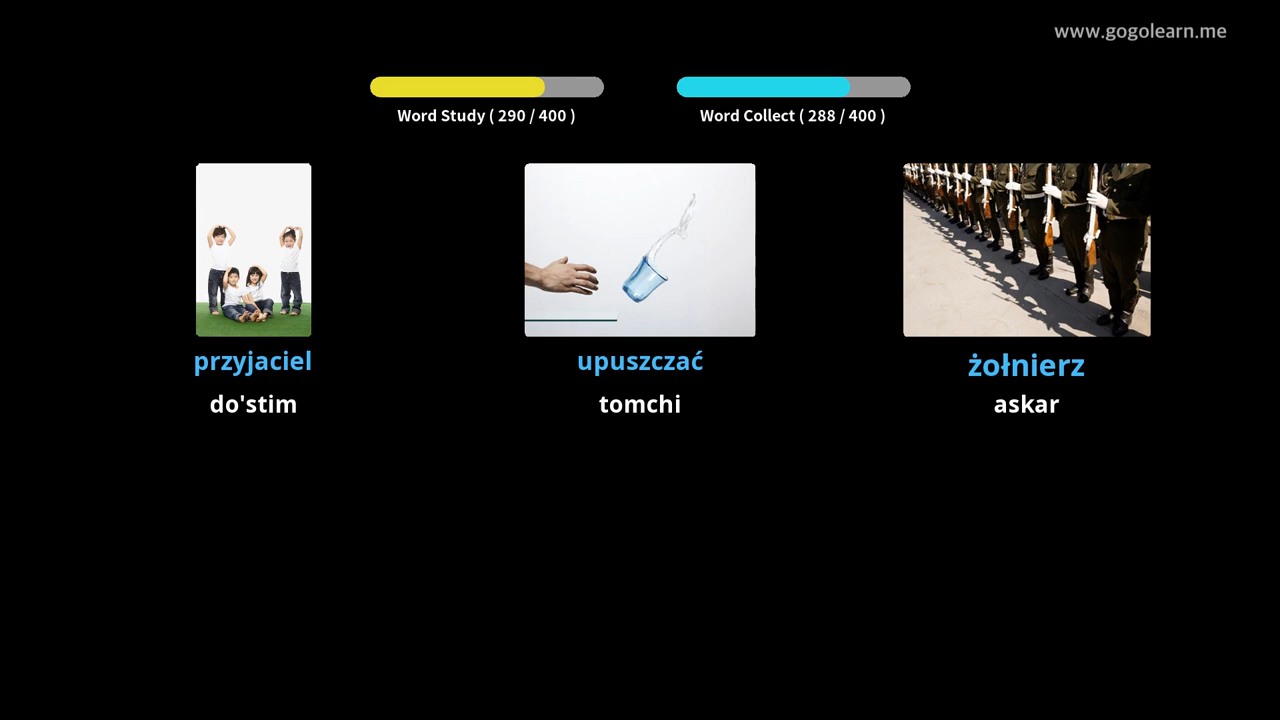 www.gogolearn.me
Word Study ( 290 / 400 )
Word Collect ( 288 / 400 )
przyjaciel
do'stim
upuszczać
tomchi
żołnierz
askar